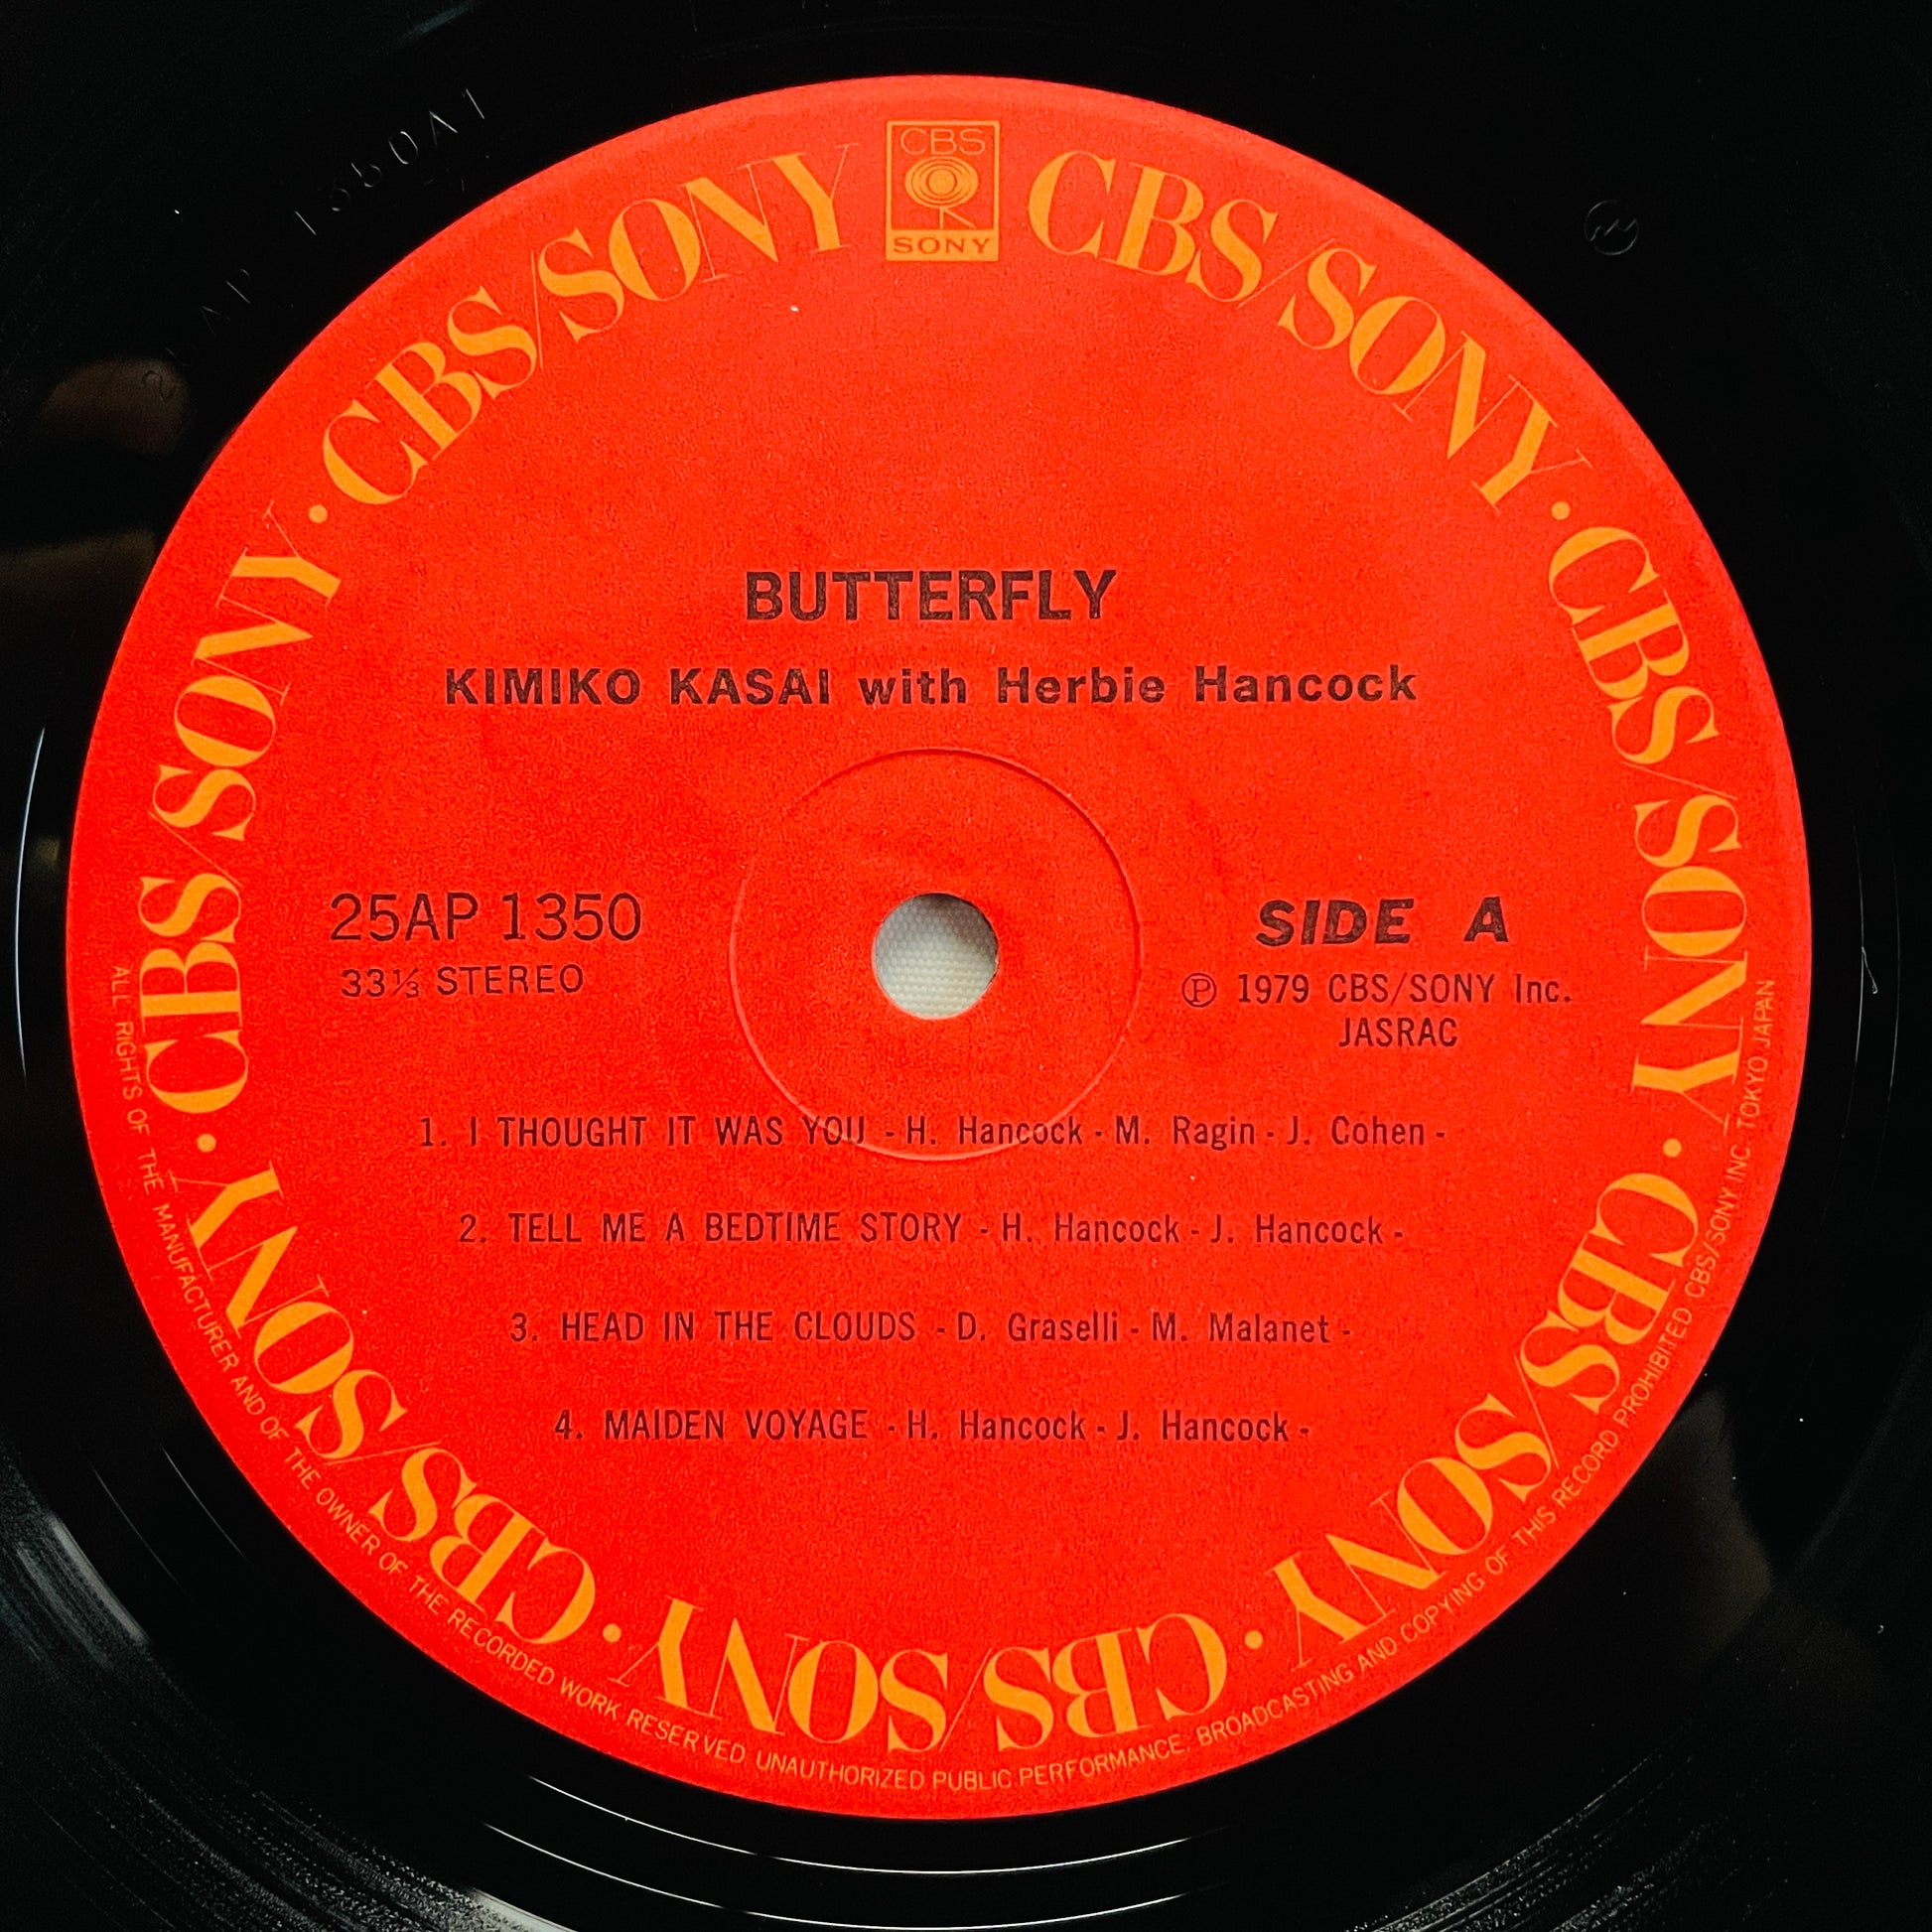 CBS
SONY
CBS/SONY · CBS/SONY · CBS/SONY · CBS/SONY · CBS/SONY · CBS/SONY · CBS/SONY
BUTTERFLY
KIMIKO KASAI with Herbie Hancock
25AP 1350
33⅓ STEREO
SIDE A
Ⓟ 1979 CBS/SONY Inc.
JASRAC
1. I THOUGHT IT WAS YOU - H. Hancock - M. Ragin - J. Cohen -
2. TELL ME A BEDTIME STORY - H. Hancock - J. Hancock -
3. HEAD IN THE CLOUDS - D. Graselli - M. Malanet -
4. MAIDEN VOYAGE - H. Hancock - J. Hancock -
ALL RIGHTS OF THE MANUFACTURER AND OF THE OWNER OF THE RECORDED WORK RESERVED. UNAUTHORIZED PUBLIC PERFORMANCE, BROADCASTING AND COPYING OF THIS RECORD PROHIBITED CBS/SONY INC. TOKYO JAPAN